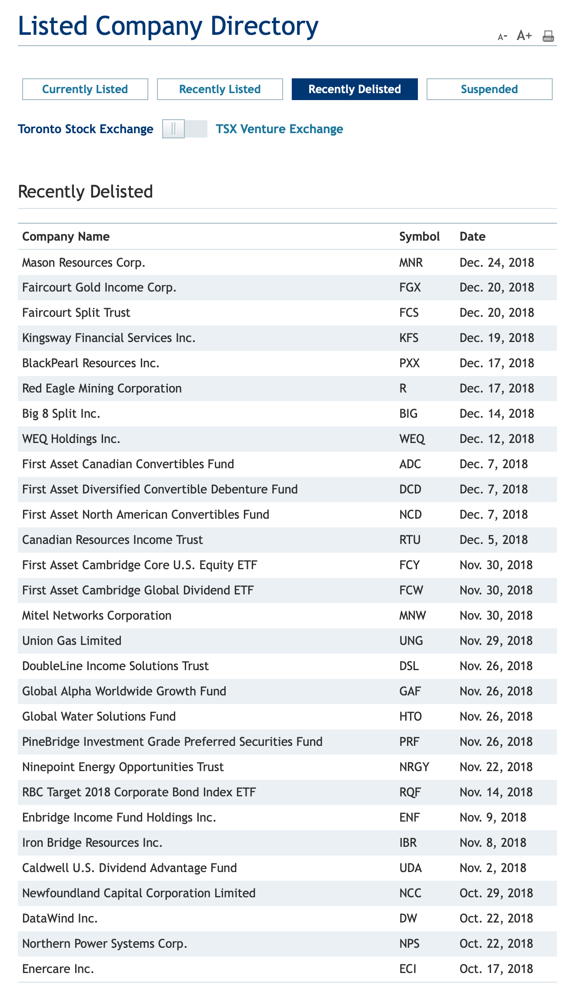 Listed Company Directory
A- A+
Currently Listed Recently Listed Recently Delisted Suspended
Toronto Stock Exchange TSX Venture Exchange
Recently Delisted
Company Name Symbol Date
Mason Resources Corp. MNR Dec. 24, 2018
Faircourt Gold Income Corp. FGX Dec. 20, 2018
Faircourt Split Trust FCS Dec. 20, 2018
Kingsway Financial Services Inc. KFS Dec. 19, 2018
BlackPearl Resources Inc. PXX Dec. 17, 2018
Red Eagle Mining Corporation R Dec. 17, 2018
Big 8 Split Inc. BIG Dec. 14, 2018
WEQ Holdings Inc. WEQ Dec. 12, 2018
First Asset Canadian Convertibles Fund ADC Dec. 7, 2018
First Asset Diversified Convertible Debenture Fund DCD Dec. 7, 2018
First Asset North American Convertibles Fund NCD Dec. 7, 2018
Canadian Resources Income Trust RTU Dec. 5, 2018
First Asset Cambridge Core U.S. Equity ETF FCY Nov. 30, 2018
First Asset Cambridge Global Dividend ETF FCW Nov. 30, 2018
Mitel Networks Corporation MNW Nov. 30, 2018
Union Gas Limited UNG Nov. 29, 2018
DoubleLine Income Solutions Trust DSL Nov. 26, 2018
Global Alpha Worldwide Growth Fund GAF Nov. 26, 2018
Global Water Solutions Fund HTO Nov. 26, 2018
PineBridge Investment Grade Preferred Securities Fund PRF Nov. 26, 2018
Ninepoint Energy Opportunities Trust NRGY Nov. 22, 2018
RBC Target 2018 Corporate Bond Index ETF RQF Nov. 14, 2018
Enbridge Income Fund Holdings Inc. ENF Nov. 9, 2018
Iron Bridge Resources Inc. IBR Nov. 8, 2018
Caldwell U.S. Dividend Advantage Fund UDA Nov. 2, 2018
Newfoundland Capital Corporation Limited NCC Oct. 29, 2018
DataWind Inc. DW Oct. 22, 2018
Northern Power Systems Corp. NPS Oct. 22, 2018
Enercare Inc. ECI Oct. 17, 2018